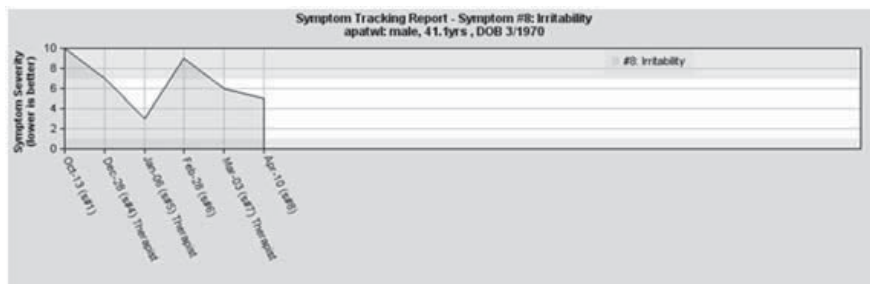 Symptom Tracking Report - Symptom #8: Irritability
apatwt: male, 41.1yrs , DOB 3/1970
Symptom Severity
(lower is better)
10
8
6
4
2
0
#8: Irritability
Oct-13 (s#1)
Dec-28 (s#4) Therapist
Jan-06 (s#5) Therapist
Feb-28 (s#6)
Mar-03 (s#7) Therapist
Apr-10 (s#8)